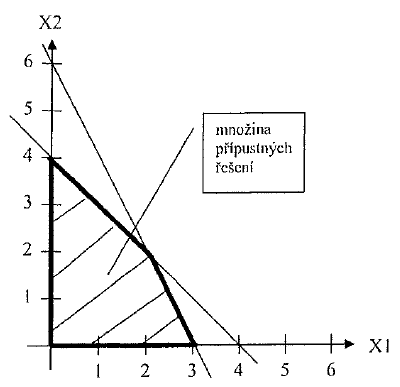 X2
6
5
4
3
2
1
množina
přípustných
řešení
X1
1 2 3 4 5 6